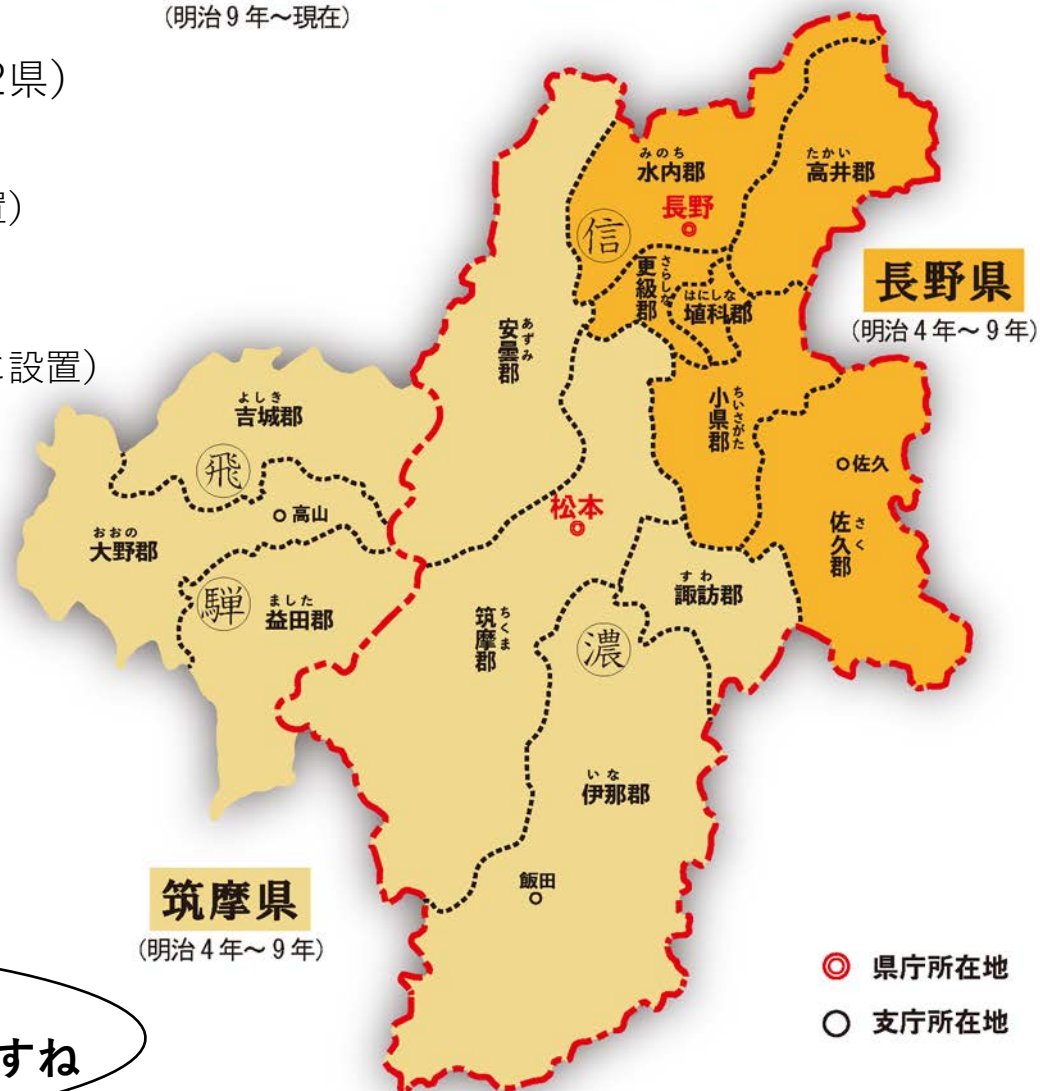 (明治9年〜現在)
2県)
置)
に設置)
みのち
水内郡
たかい
高井郡
長野
信
さらしな
更級郡
はにしな
埴科郡
長野県
(明治4年〜9年)
あずみ
安曇郡
ちいさがた
小県郡
よしき
吉城郡
飛
佐久
高山
松本
おおの
大野郡
さく
佐久郡
騨
ました
益田郡
すわ
諏訪郡
ちくま
筑摩郡
濃
いな
伊那郡
飯田
筑摩県
(明治4年〜9年)
県庁所在地
支庁所在地
すね